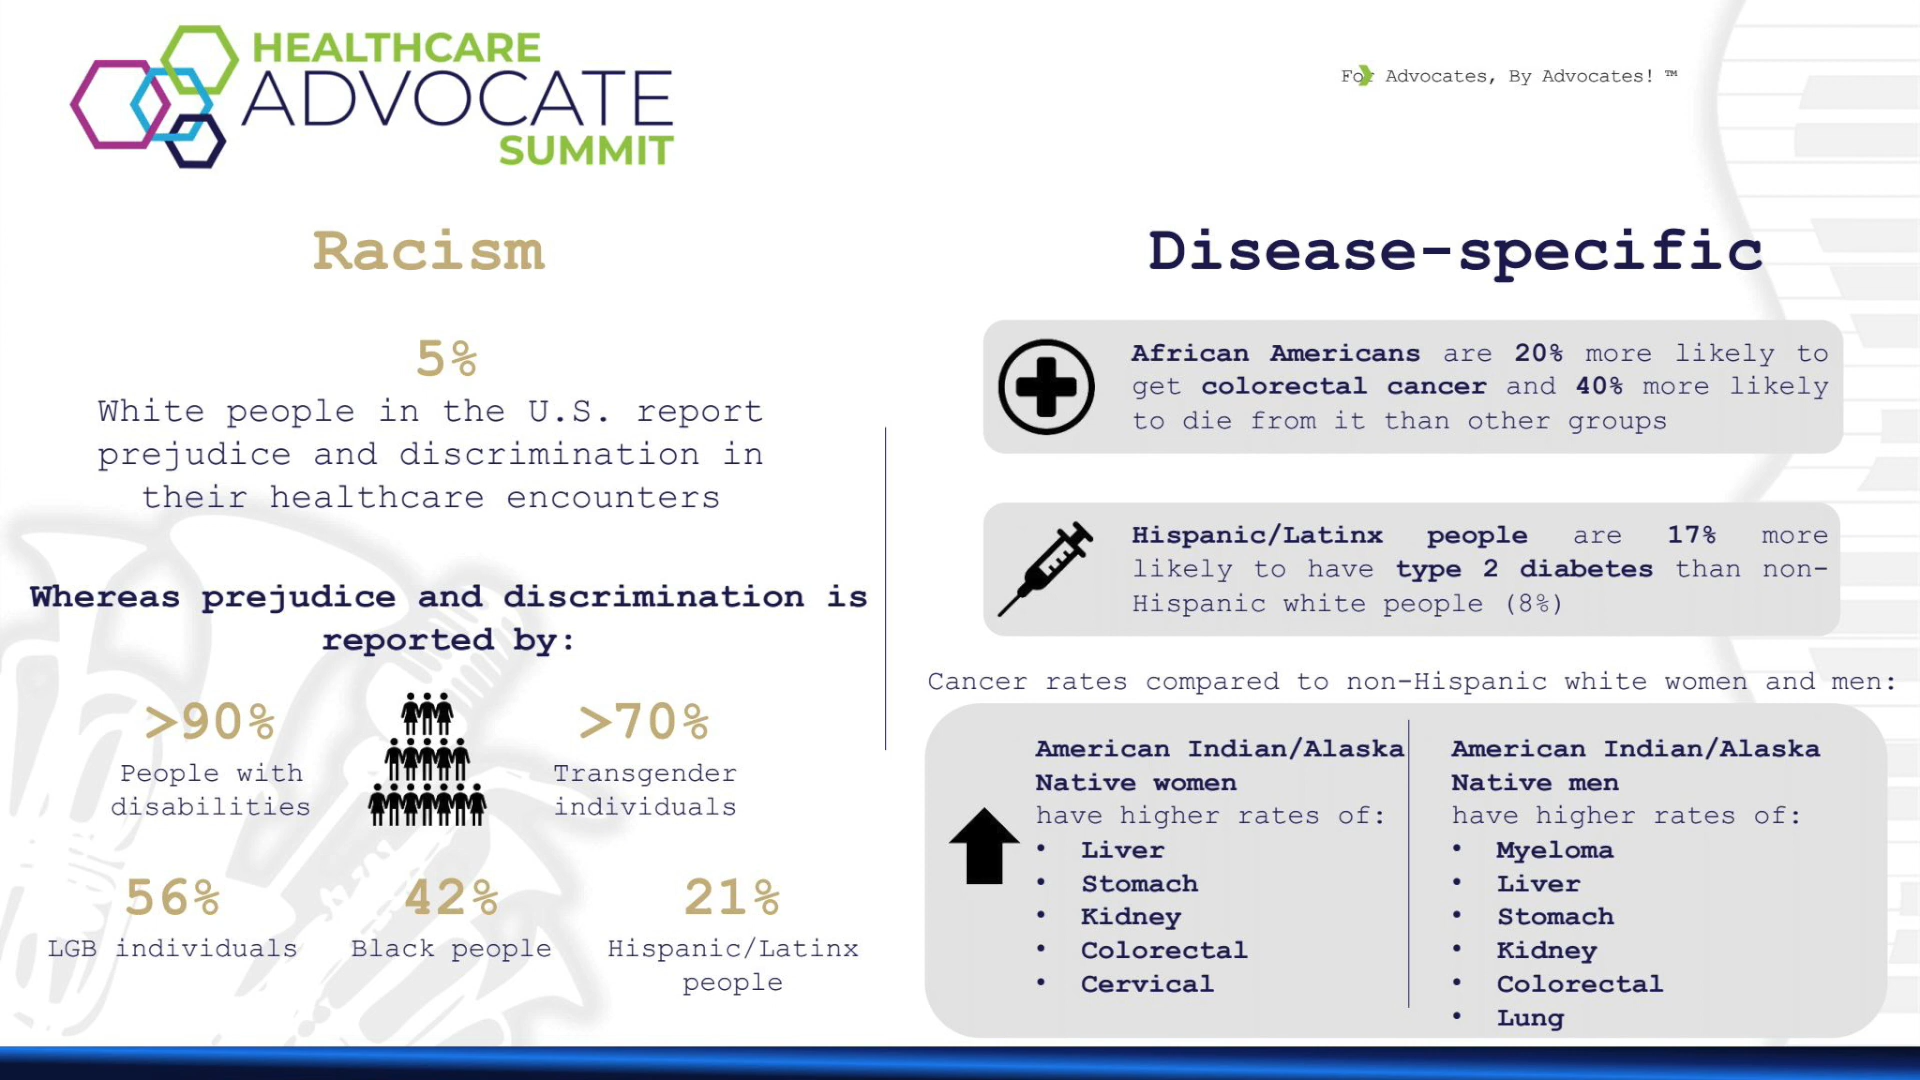 HEALTHCARE
ADVOCATE
SUMMIT
For Advocates, By Advocates! ™
Racism
5%
White people in the U.S. report
prejudice and discrimination in
their healthcare encounters
Whereas prejudice and discrimination is
reported by:
>90%
People with
disabilities
>70%
Transgender
individuals
56%
LGB individuals
42%
Black people
21%
Hispanic/Latinx
people
Disease-specific
African Americans are 20% more likely to
get colorectal cancer and 40% more likely
to die from it than other groups
Hispanic/Latinx people are 17% more
likely to have type 2 diabetes than non-
Hispanic white people (8%)
Cancer rates compared to non-Hispanic white women and men:
American Indian/Alaska
Native women
have higher rates of:
• Liver
• Stomach
• Kidney
• Colorectal
• Cervical
American Indian/Alaska
Native men
have higher rates of:
• Myeloma
• Liver
• Stomach
• Kidney
• Colorectal
• Lung